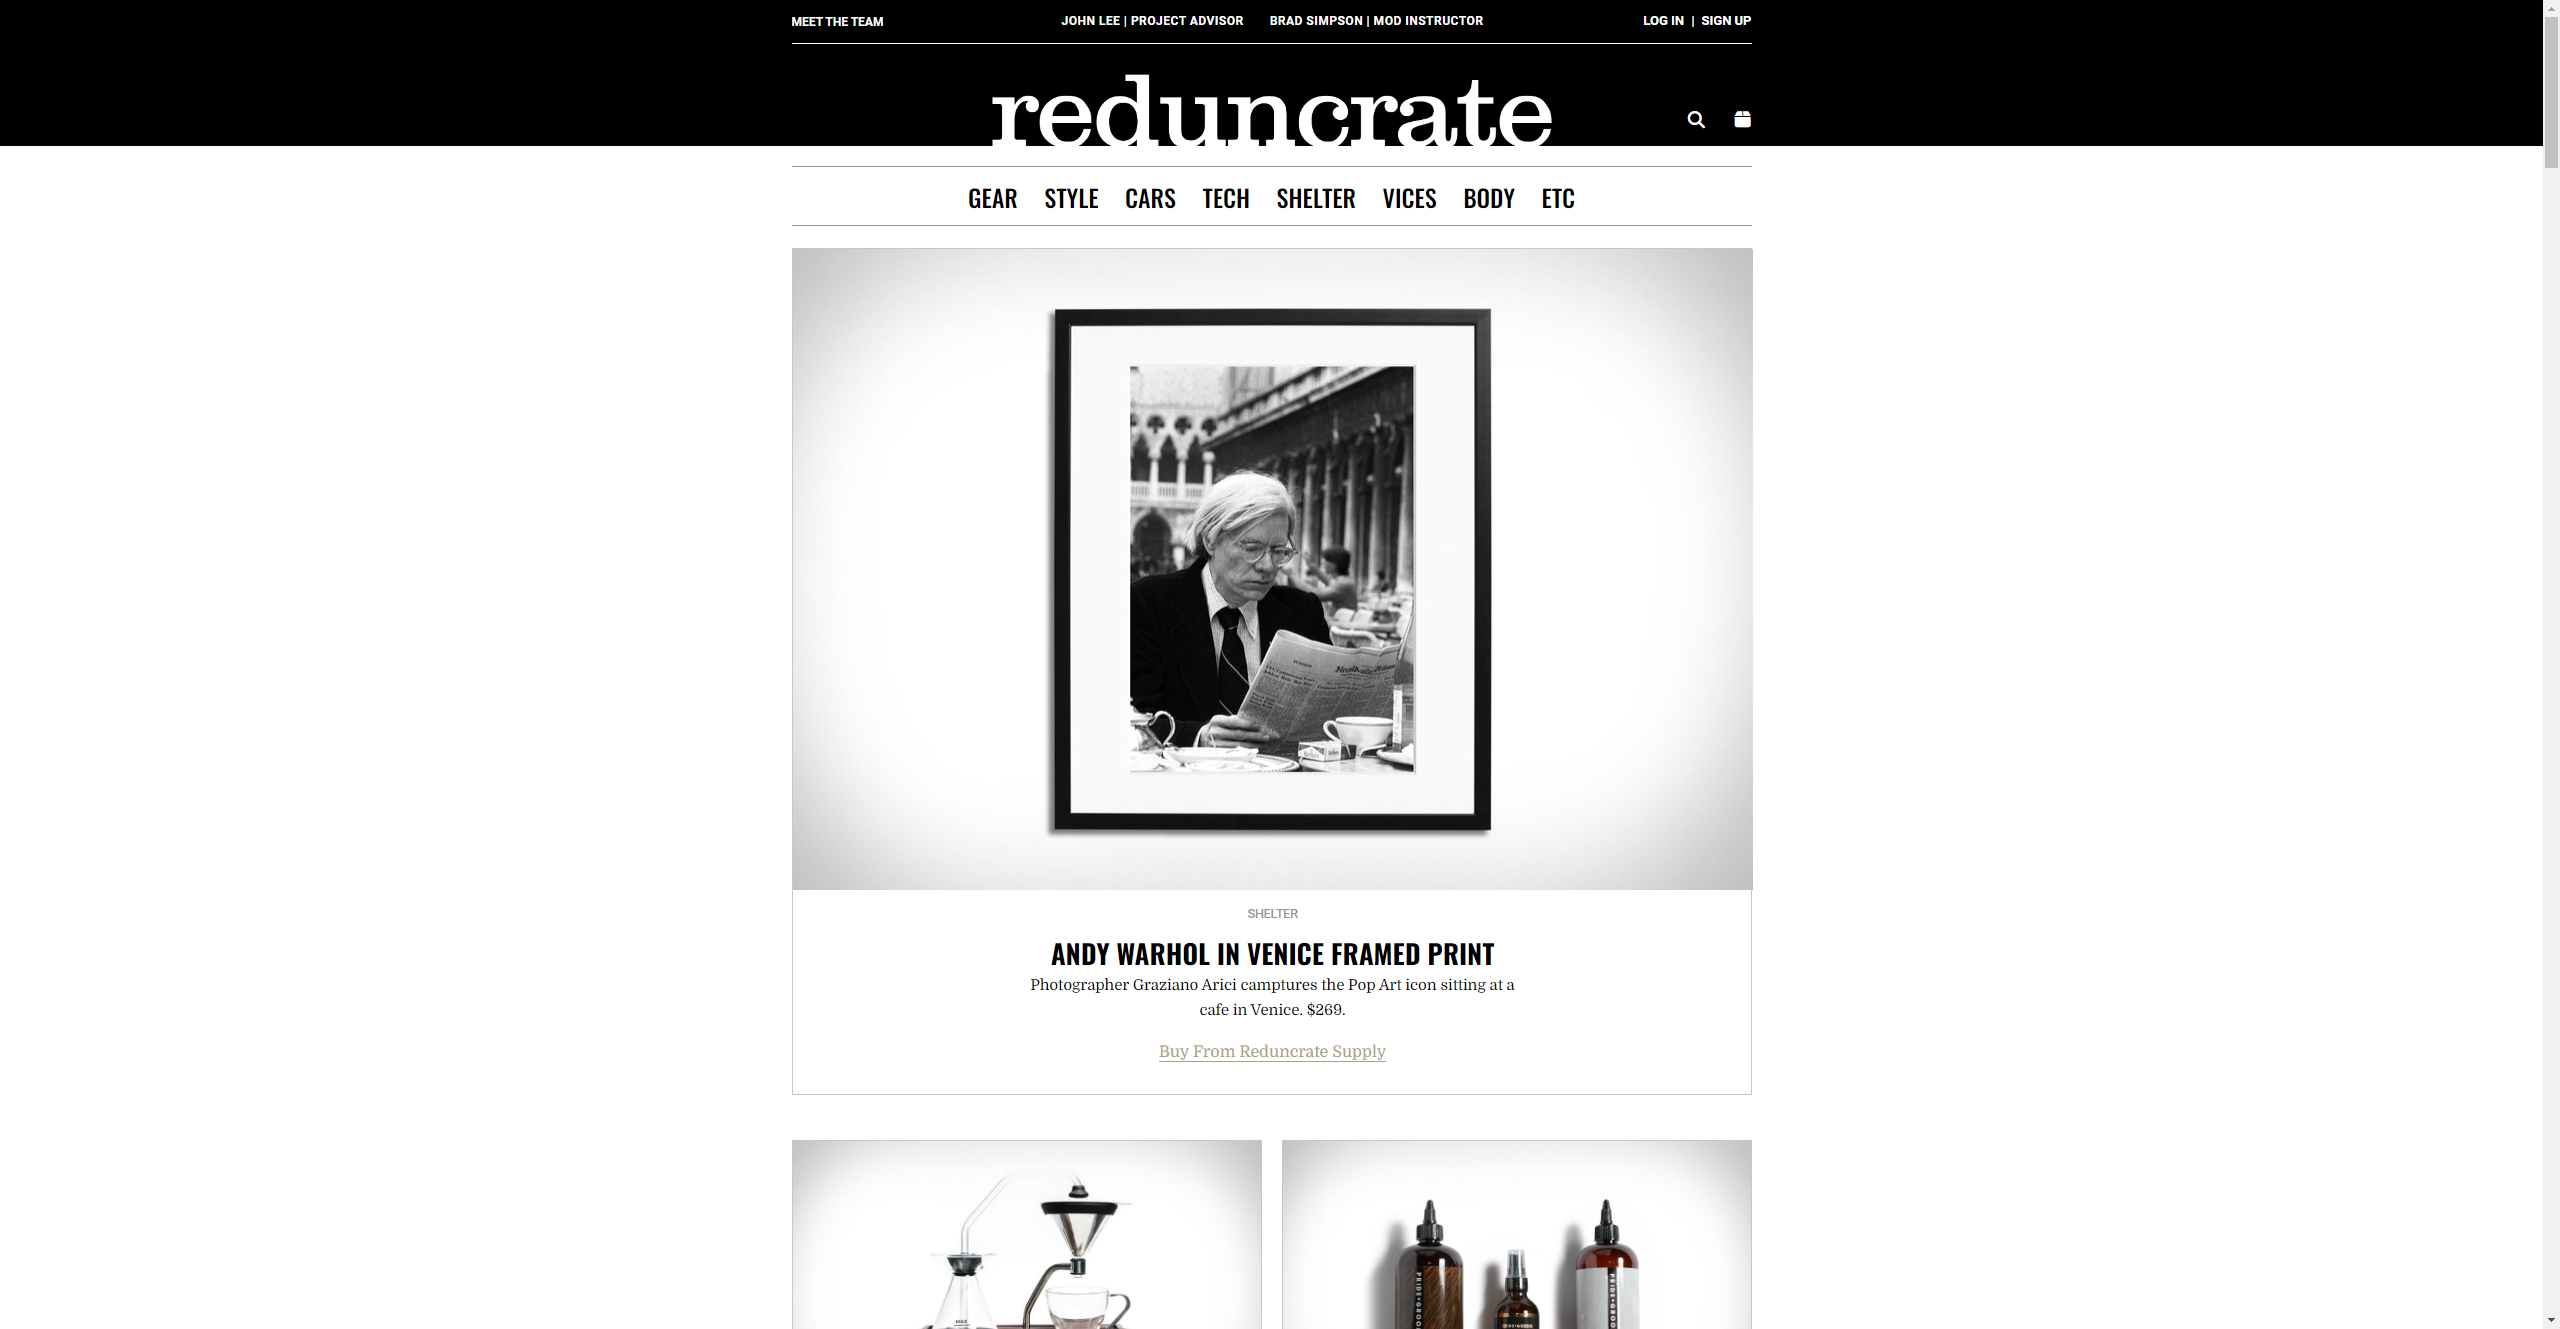 MEET THE TEAM
JOHN LEE | PROJECT ADVISOR
BRAD SIMPSON | MOD INSTRUCTOR
LOG IN | SIGN UP
reduncrate
GEAR STYLE CARS TECH SHELTER VICES BODY ETC
SHELTER
ANDY WARHOL IN VENICE FRAMED PRINT
Photographer Graziano Arici camptures the Pop Art icon sitting at a
cafe in Venice. $269.
Buy From Reduncrate Supply